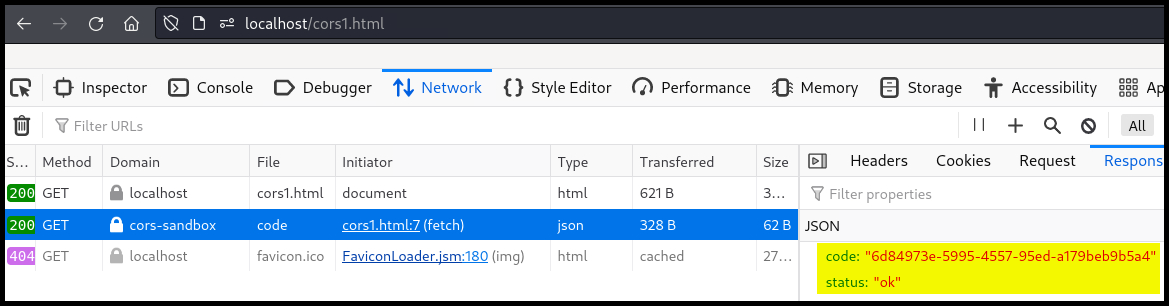 localhost/cors1.html
Inspector Console Debugger Network Style Editor Performance Memory Storage Accessibility Ap
Filter URLs All
S... Method Domain File Initiator Type Transferred Size Headers Cookies Request Respons
200 GET localhost cors1.html document html 621 B 3... Filter properties
200 GET cors-sandbox code cors1.html:7 (fetch) json 328 B 62 B JSON
404 GET localhost favicon.ico FaviconLoader.jsm:180 (img) html cached 27... code: "6d84973e-5995-4557-95ed-a179beb9b5a4"
status: "ok"